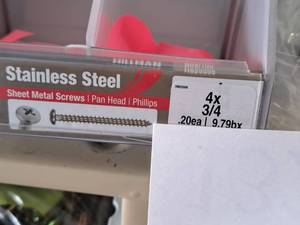 HILLMAN
Stainless Steel
Sheet Metal Screws | Pan Head | Phillips
4x
3/4
.20ea | 9.79bx